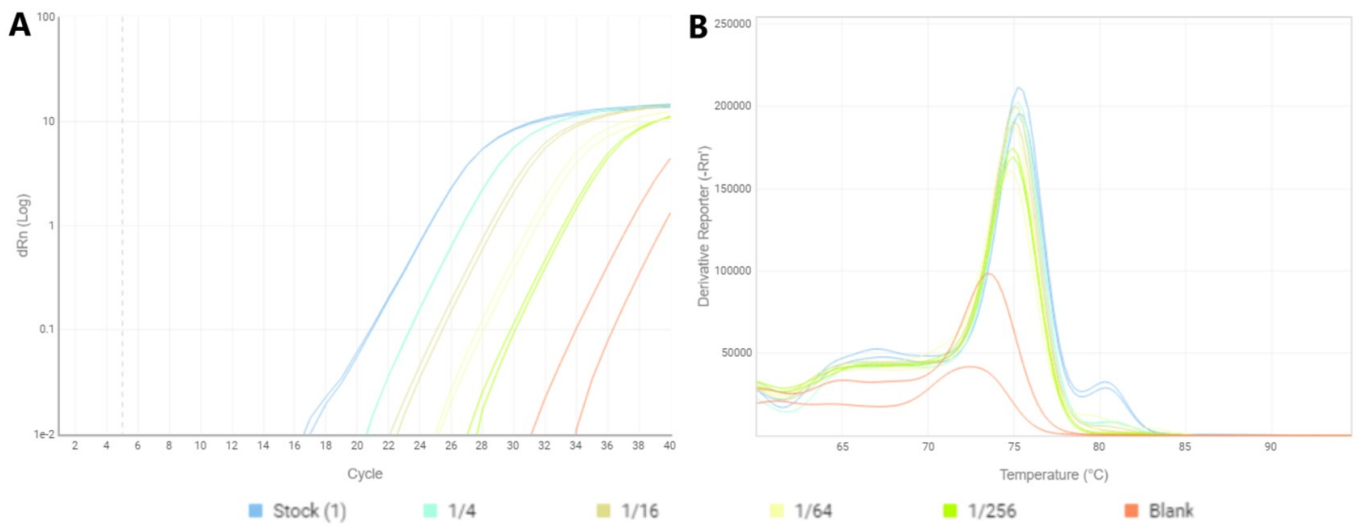 A
100
10
1
0.1
1e-2
dRn (Log)
2 4 6 8 10 12 14 16 18 20 22 24 26 28 30 32 34 36 38 40
Cycle
B
250000
200000
150000
100000
50000
Derivative Reporter (-Rn')
65 70 75 80 85 90
Temperature (°C)
Stock (1) 1/4 1/16 1/64 1/256 Blank